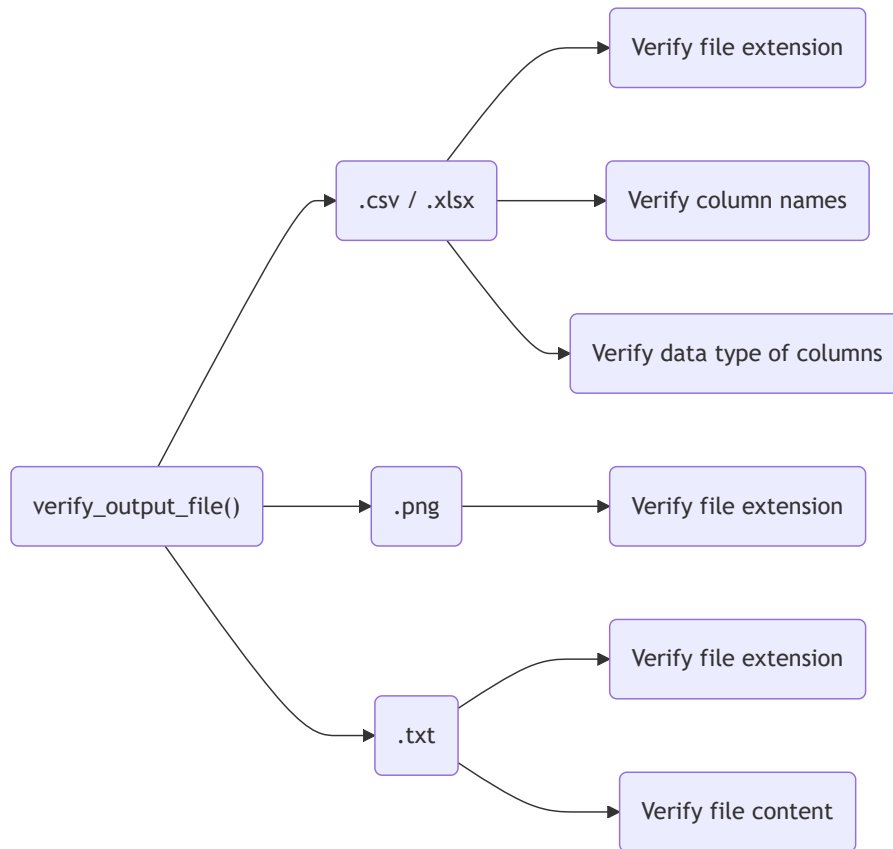 Verify file extension
.csv / .xlsx
Verify column names
Verify data type of columns
verify_output_file()
.png
Verify file extension
Verify file extension
.txt
Verify file content